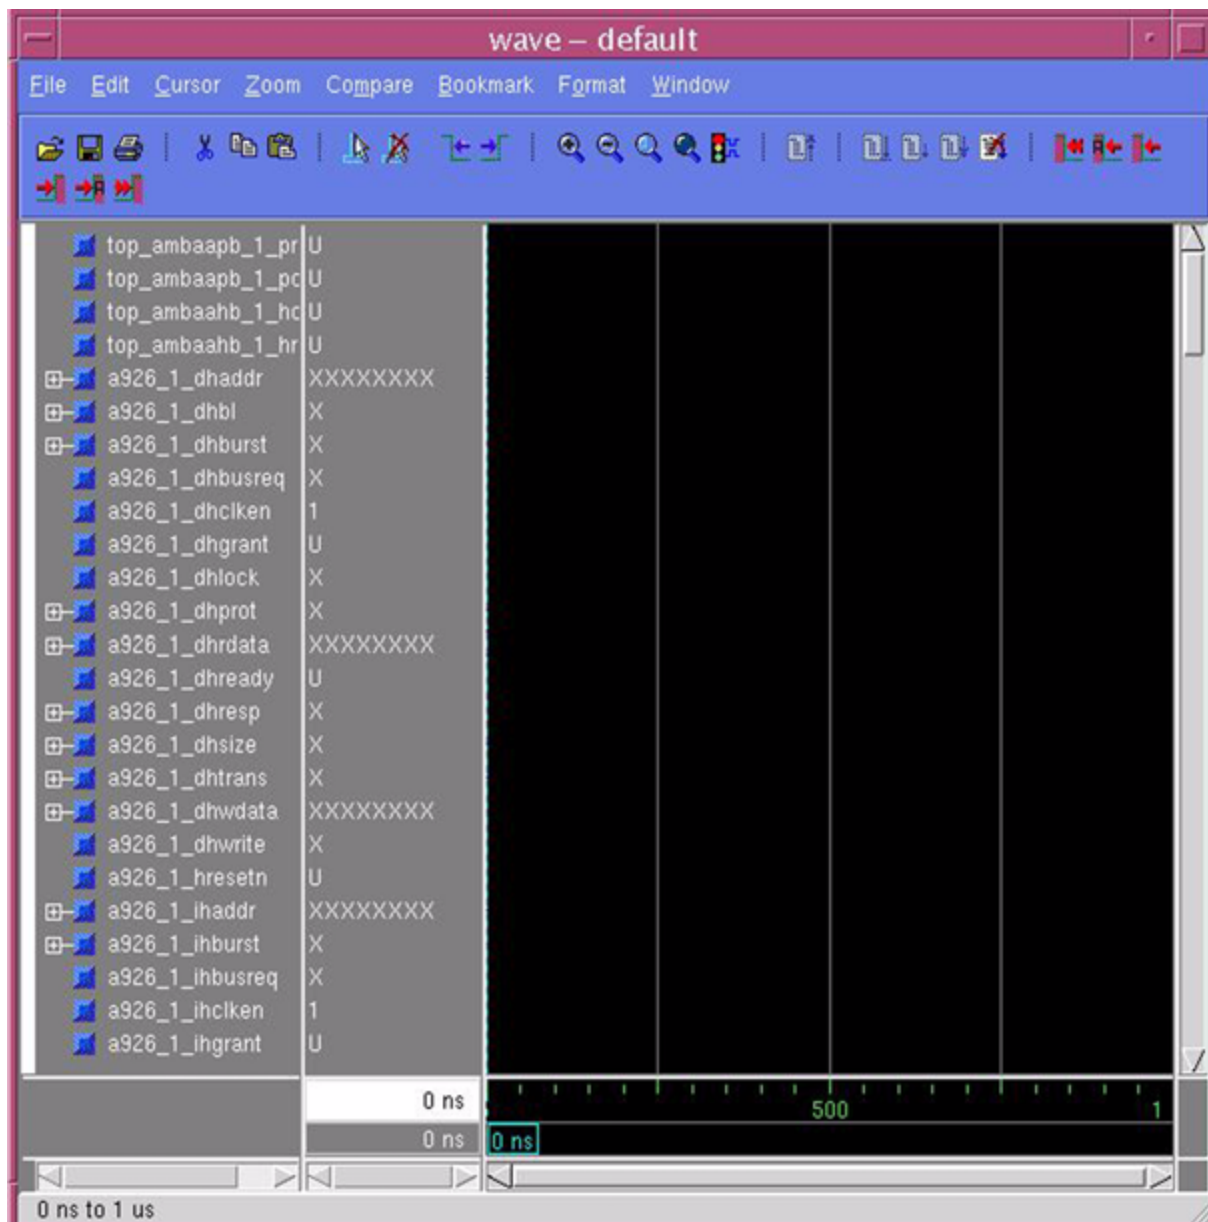 wave – default
File Edit Cursor Zoom Compare Bookmark Format Window
top_ambaapb_1_pr U
top_ambaapb_1_pc U
top_ambaahb_1_hc U
top_ambaahb_1_hr U
a926_1_dhaddr XXXXXXXX
a926_1_dhbl X
a926_1_dhburst X
a926_1_dhbusreq X
a926_1_dhclken 1
a926_1_dhgrant U
a926_1_dhlock X
a926_1_dhprot X
a926_1_dhrdata XXXXXXXX
a926_1_dhready U
a926_1_dhresp X
a926_1_dhsize X
a926_1_dhtrans X
a926_1_dhwdata XXXXXXXX
a926_1_dhwrite X
a926_1_hresetn U
a926_1_ihaddr XXXXXXXX
a926_1_ihburst X
a926_1_ihbusreq X
a926_1_ihclken 1
a926_1_ihgrant U
0 ns 500 1
0 ns 0 ns
0 ns to 1 us